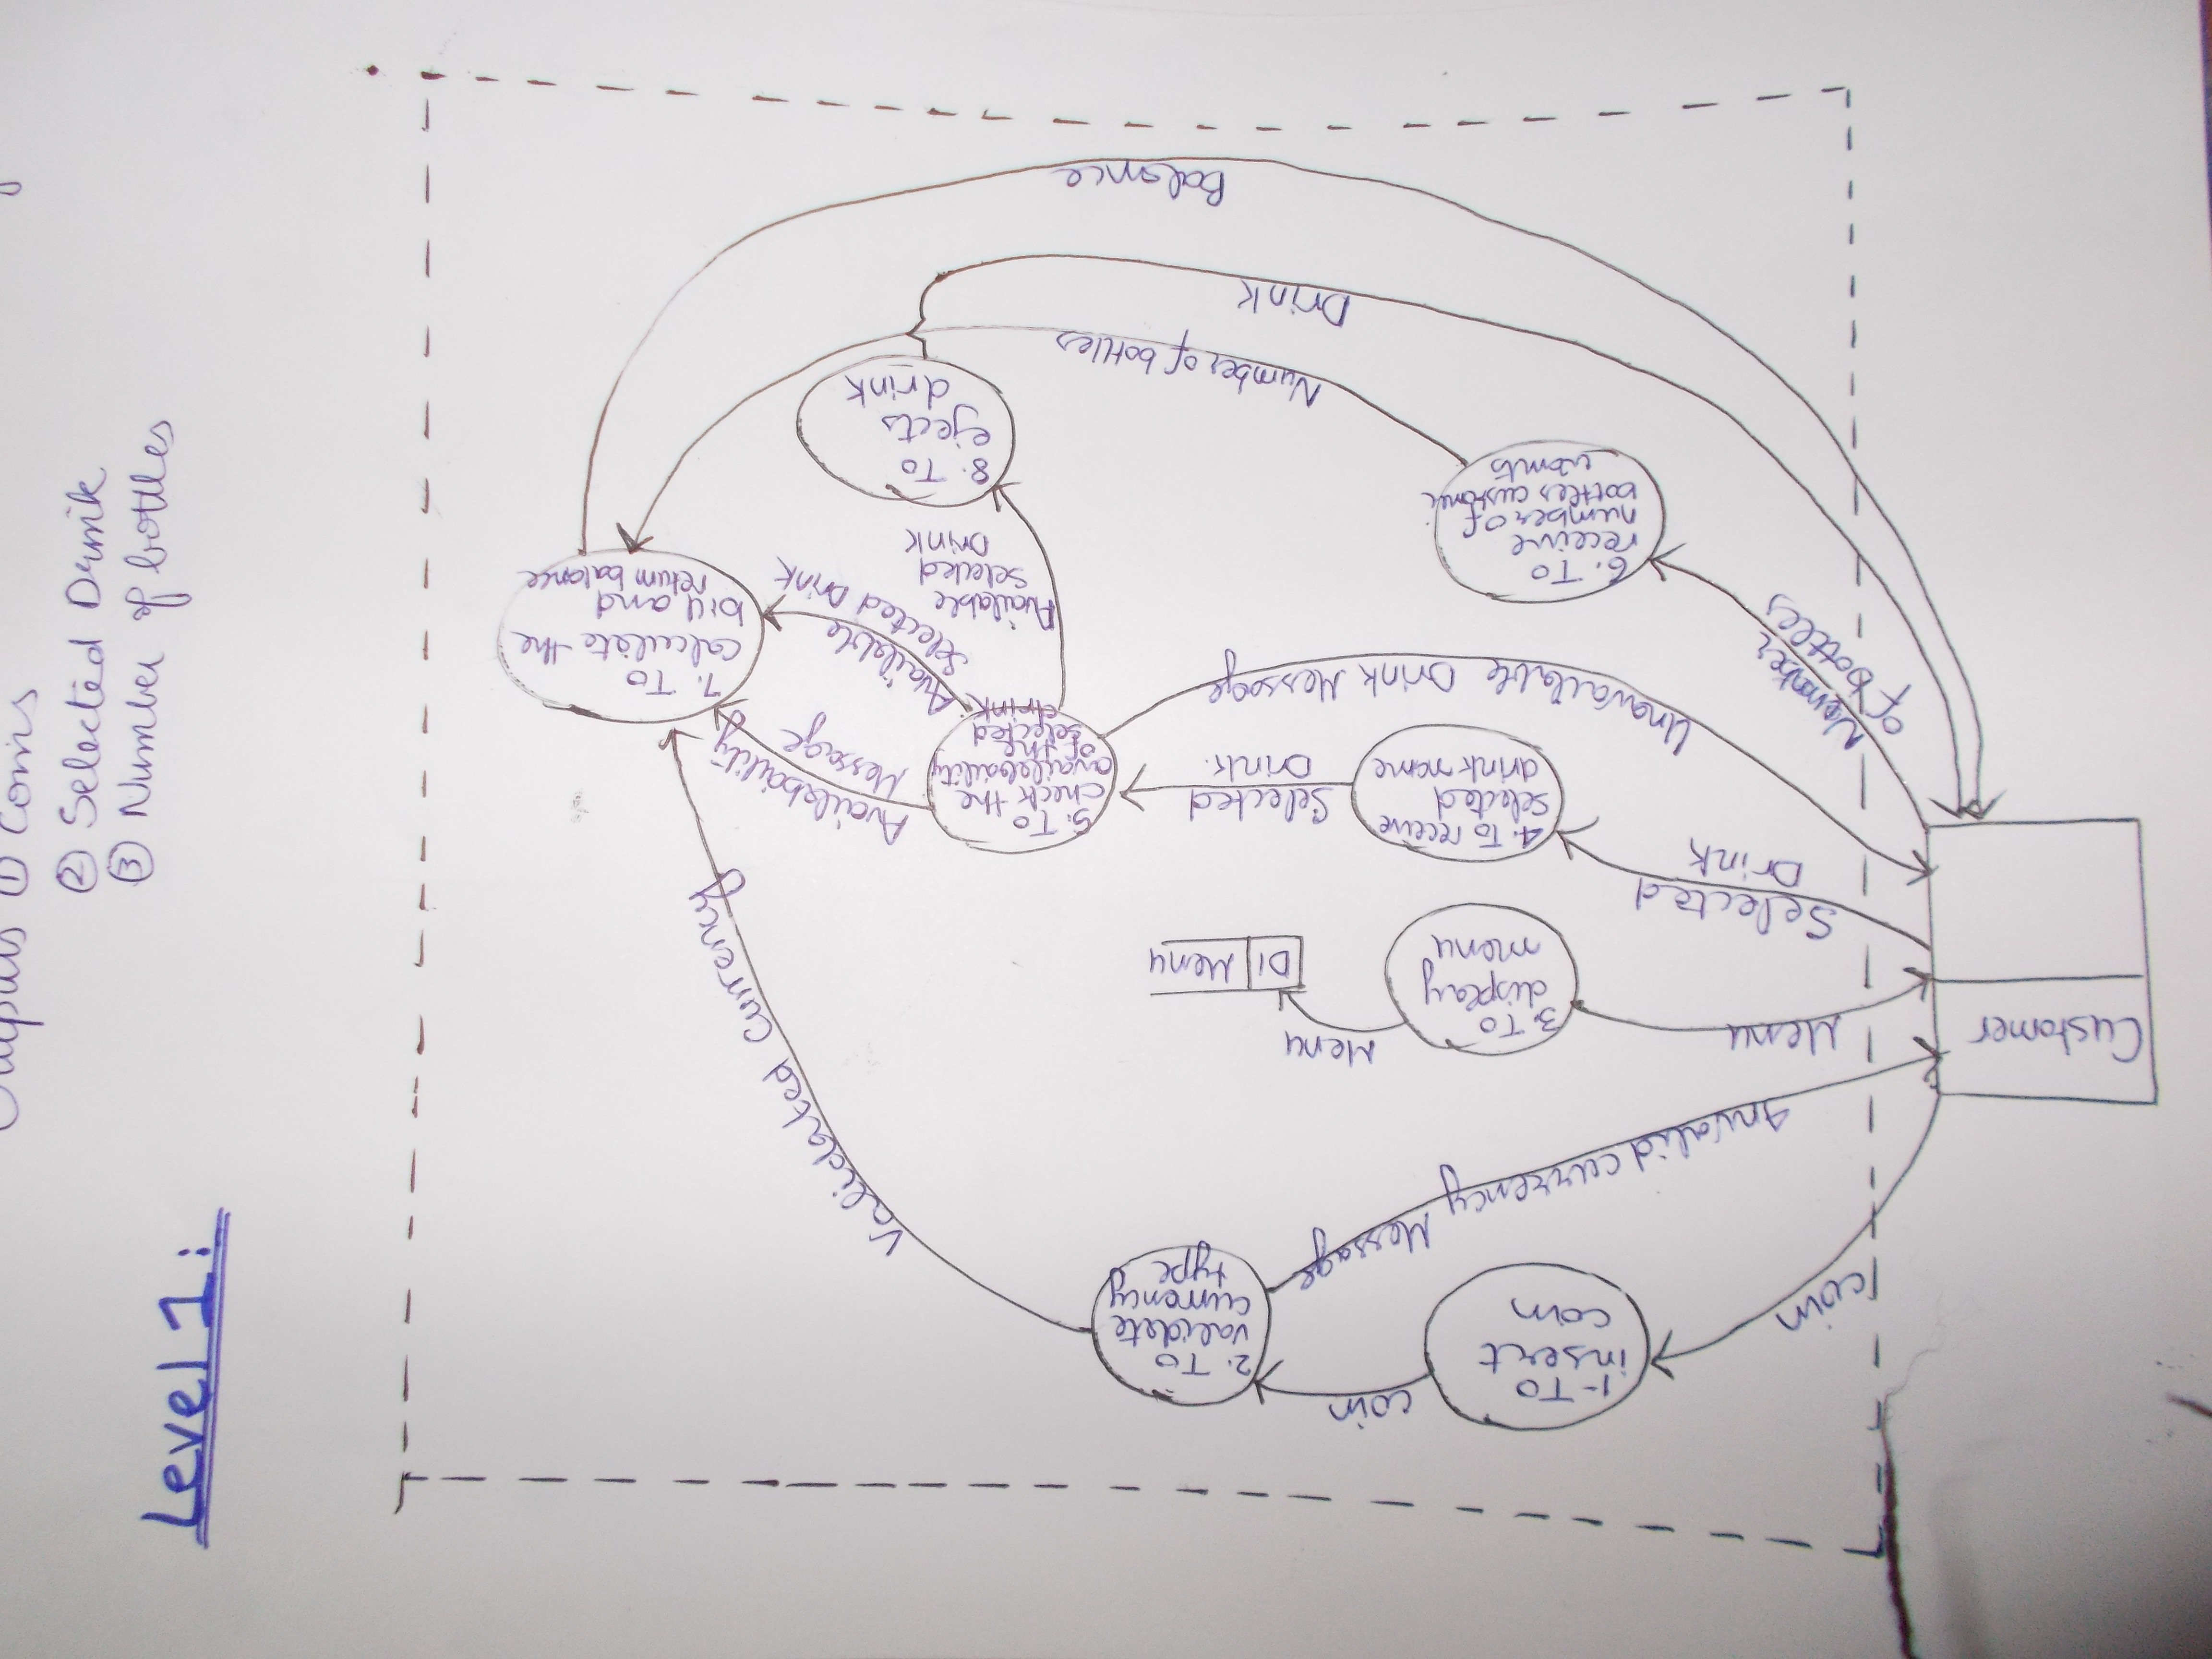 Level 1:
1- To
insert
coin
coin
coin
2. To
validate
currency
type
Invalid currency Message
Validated Currency
Customer
Menu
3. To
display
menu
Menu
D1 Menu
Selected
Drink
4. To receive
selected
drink name
Selected
Drink.
5. To
check the
availabaility
of the
selected
drink
Availabaility
Message
Available
Selected Drink
Unavailable Drink Message
Available
Selected
Drink
7. To
calculate the
bill and
return balance
Number
of bottles
6. To
receive
number of
bottles customer
wants
8. To
ejects
drink
Number of bottles
Drink
Balance
① Coins
② Selected Drink
③ Number of bottles